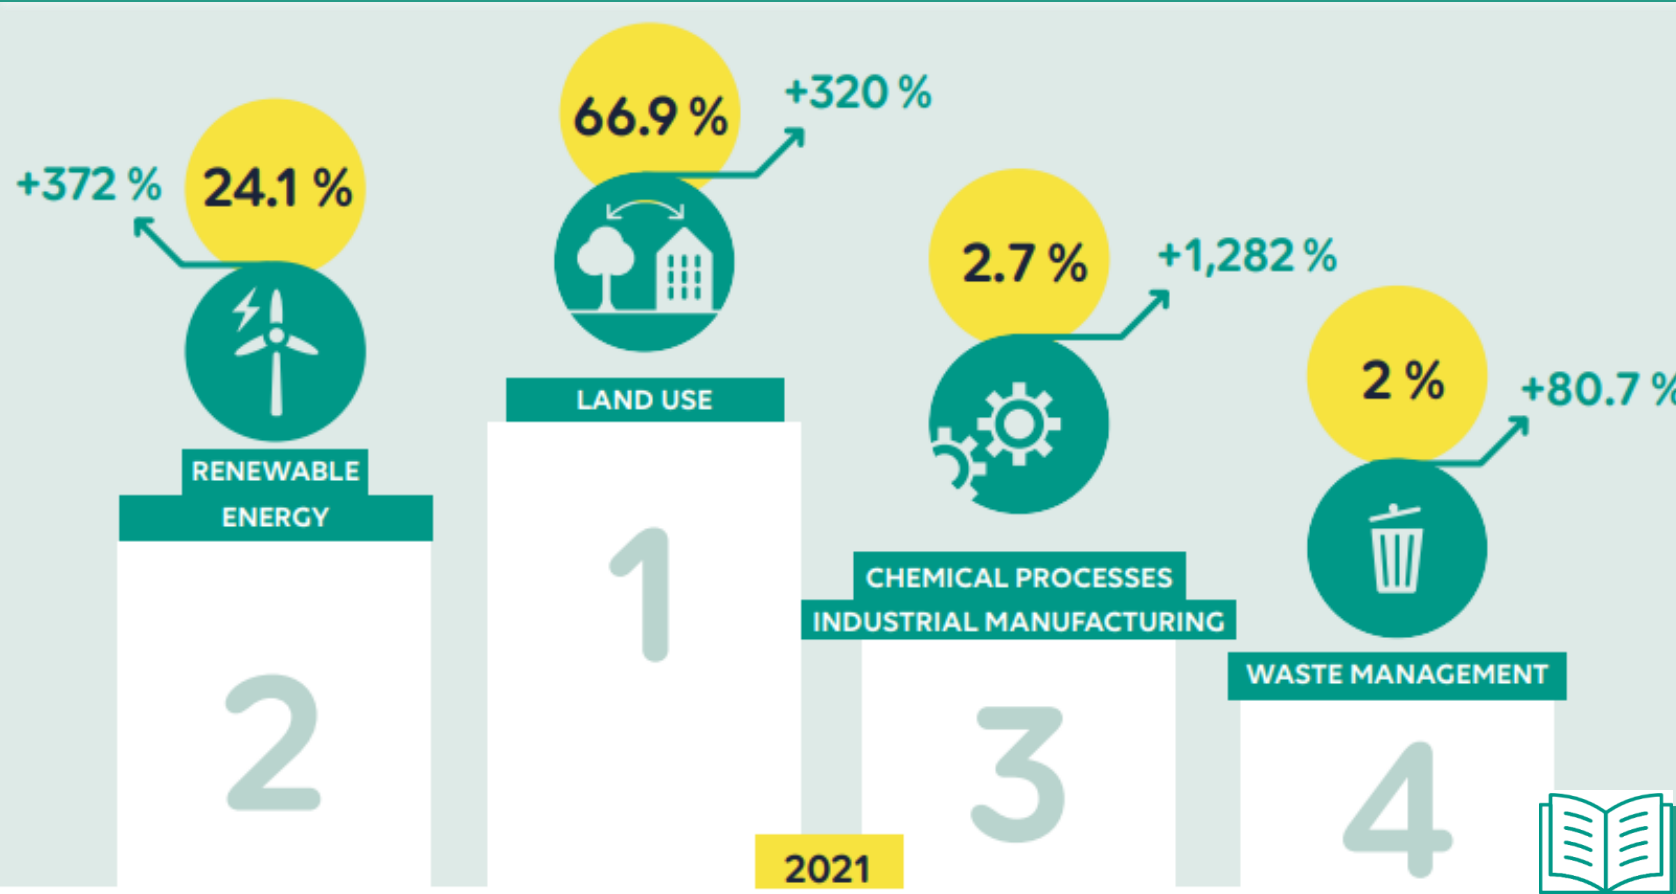 +372 %
24.1 %
RENEWABLE
ENERGY
2
66.9 %
+320 %
LAND USE
1
2.7 %
+1,282 %
CHEMICAL PROCESSES
INDUSTRIAL MANUFACTURING
3
2 %
+80.7 %
WASTE MANAGEMENT
4
2021